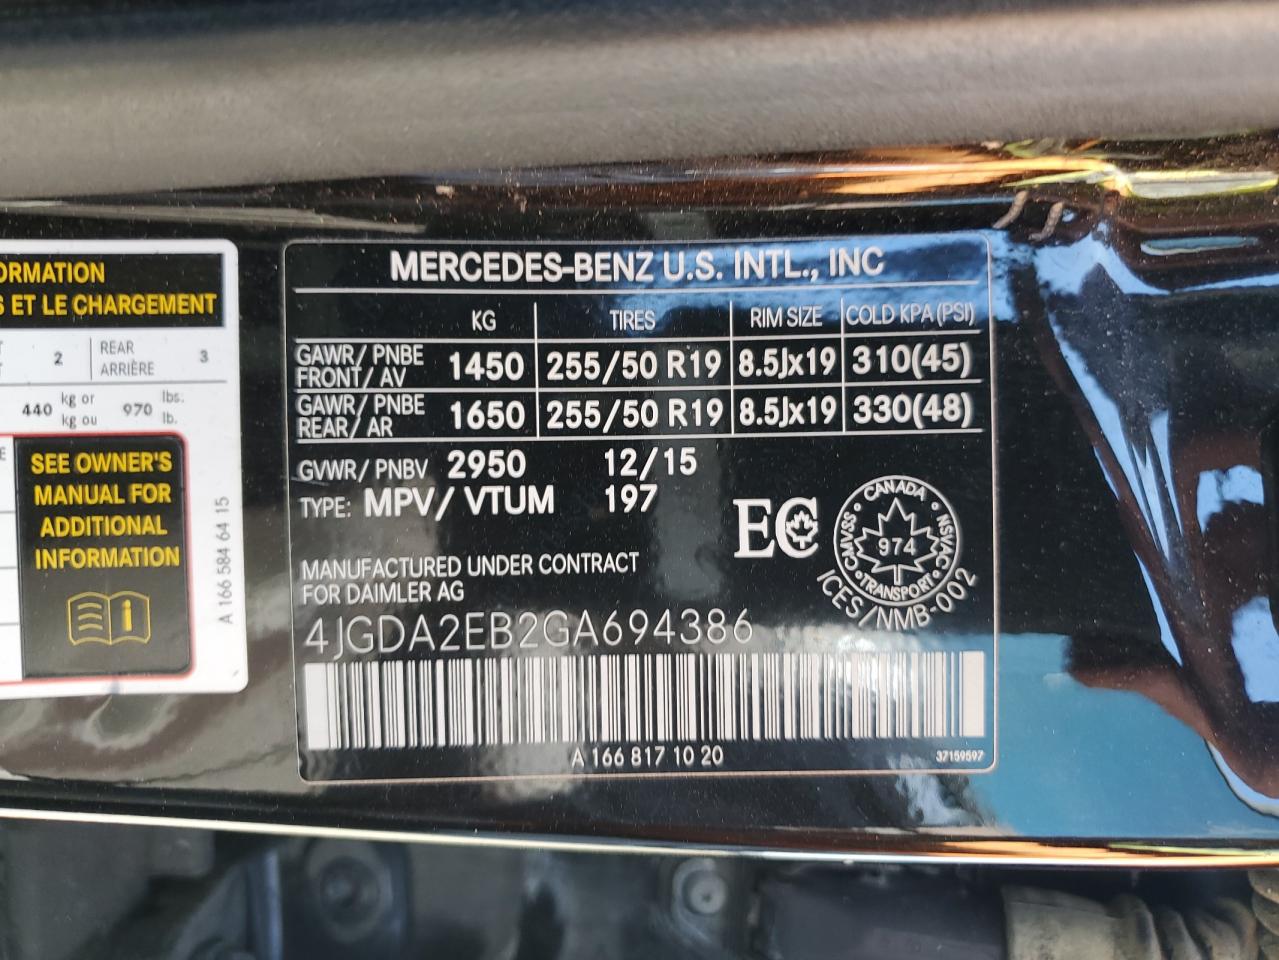 ORMATION
S ET LE CHARGEMENT
T 2 REAR ARRIÈRE 3
440 kg or kg ou 970 lbs. lb.
SEE OWNER'S
MANUAL FOR
ADDITIONAL
INFORMATION
A 166 584 64 15
MERCEDES-BENZ U.S. INTL., INC
KG TIRES RIM SIZE COLD KPA (PSI)
GAWR/PNBE FRONT/AV 1450 255/50 R19 8.5Jx19 310(45)
GAWR/PNBE REAR/AR 1650 255/50 R19 8.5Jx19 330(48)
GVWR/PNBV 2950 12/15
TYPE: MPV/VTUM 197
EC
CANADA
CMVSS 974 NSVAC
TRANSPORT
ICES/NMB-002
MANUFACTURED UNDER CONTRACT
FOR DAIMLER AG
4JGDA2EB2GA694386
A 166 817 10 20
37159597